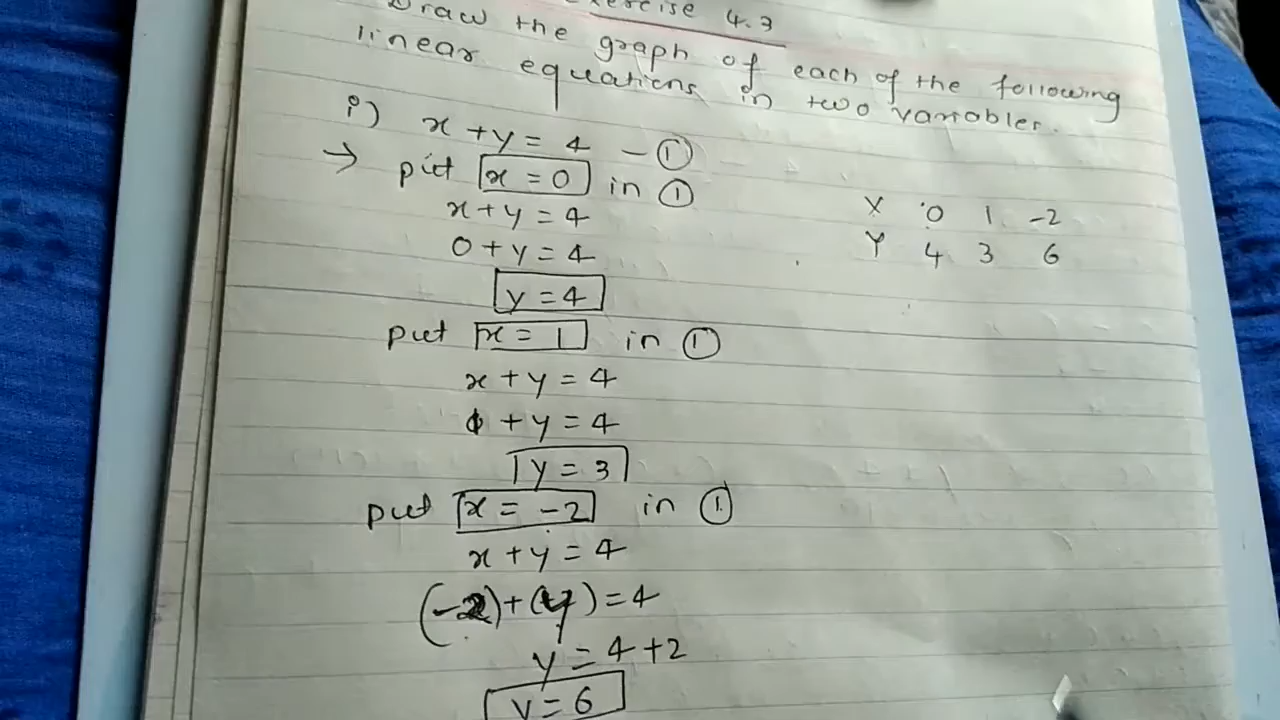 Exercise 4.3
Draw the graph of each of the following
linear equations in two variables.
i) x + y = 4 - ①
→ put x = 0 in ①
x + y = 4
0 + y = 4
y = 4
put x = 1 in ①
x + y = 4
1 + y = 4
y = 3
put x = -2 in ①
x + y = 4
(-2) + (y) = 4
y = 4 + 2
y = 6
X 0 1 -2
Y 4 3 6